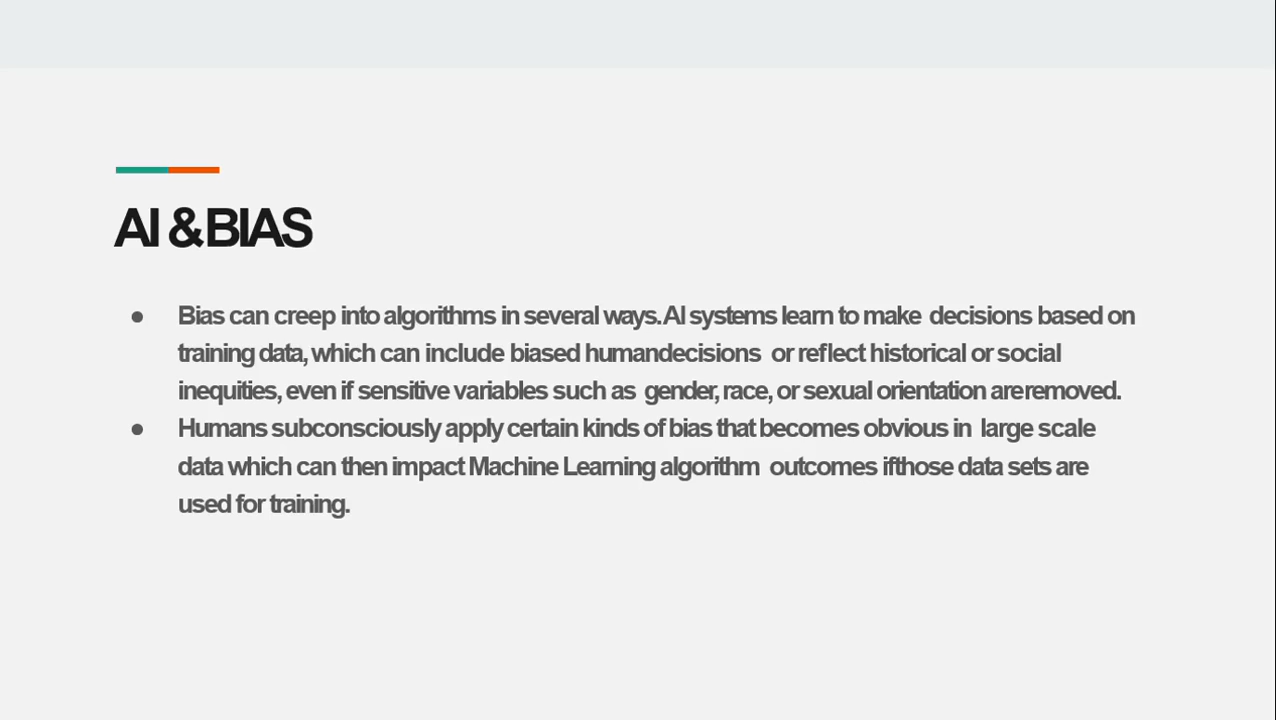 AI &BIAS
● Bias can creep into algorithms in several ways.AI systems learn to make decisions based on
training data, which can include biased humandecisions or reflect historical or social
inequities, even if sensitive variables such as gender, race, or sexual orientation areremoved.
● Humans subconsciously apply certain kinds of bias that becomes obvious in large scale
data which can then impact Machine Learning algorithm outcomes ifthose data sets are
used for training.